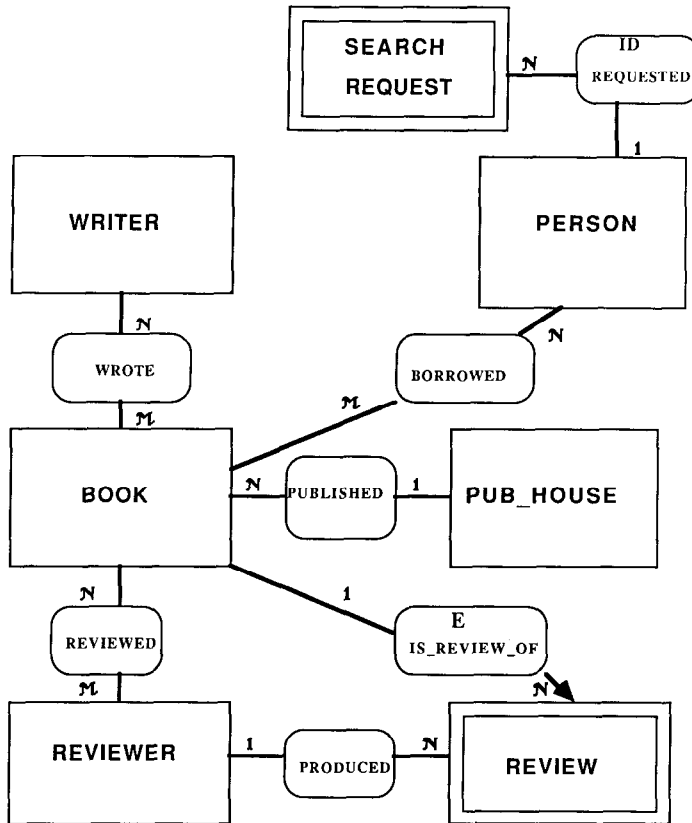 SEARCH
REQUEST
N
ID
REQUESTED
1
WRITER
PERSON
N
N
WROTE
BORROWED
M
M
BOOK
N
PUBLISHED
1
PUB_HOUSE
N
1
E
REVIEWED
IS_REVIEW_OF
M
N
REVIEWER
1
PRODUCED
N
REVIEW